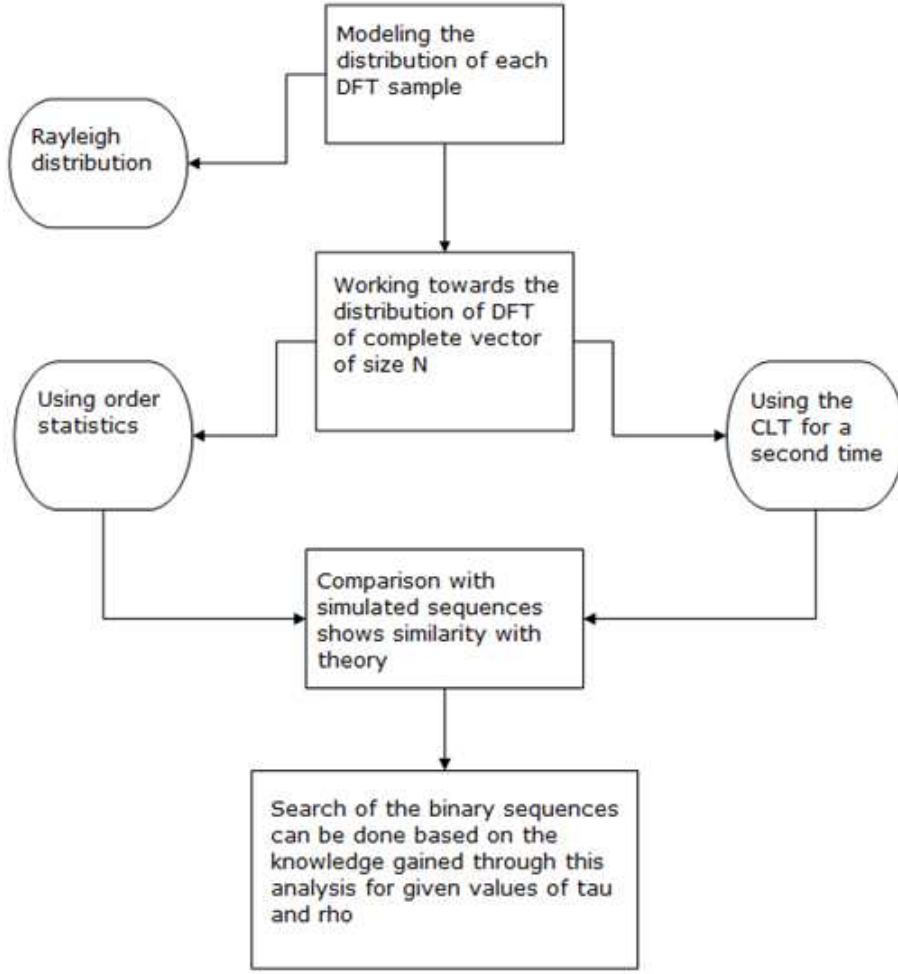 Modeling the
distribution of each
DFT sample
Rayleigh
distribution
Working towards the
distribution of DFT
of complete vector
of size N
Using order
statistics
Using the
CLT for a
second time
Comparison with
simulated sequences
shows similarity with
theory
Search of the binary sequences
can be done based on the
knowledge gained through this
analysis for given values of tau
and rho